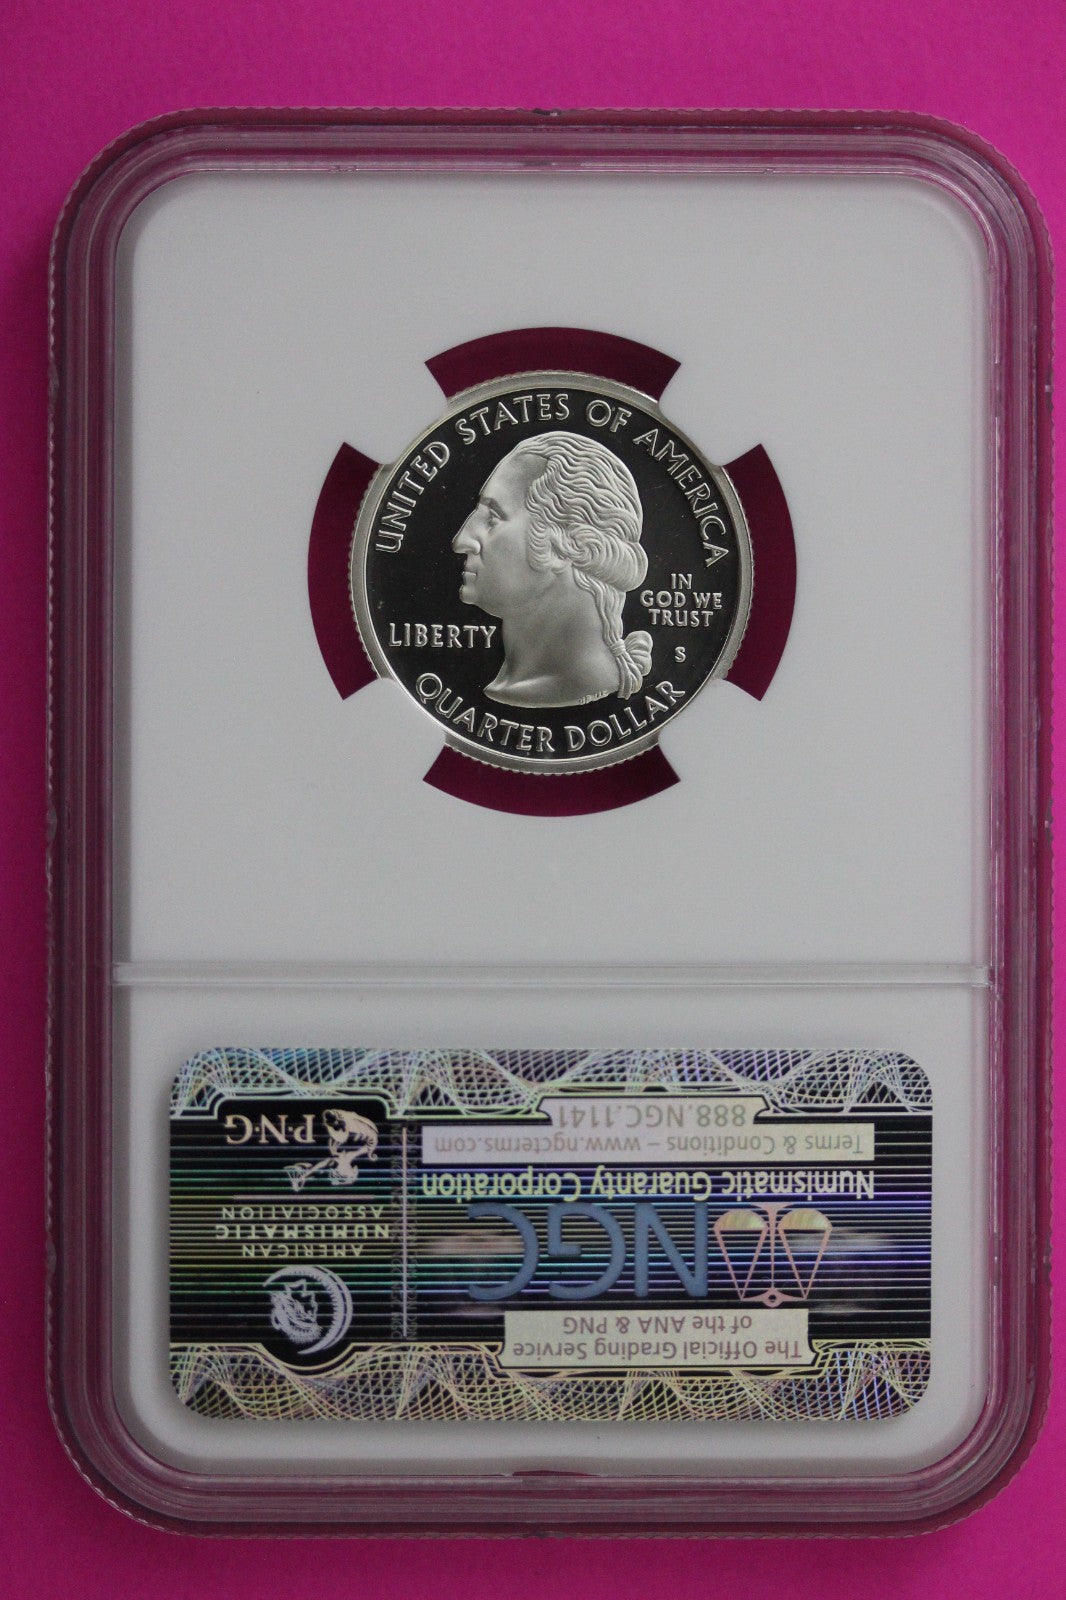 UNITED STATES OF AMERICA
LIBERTY
IN
GOD WE
TRUST
S
QUARTER DOLLAR
The Official Grading Service
of the ANA & PNG
NGC
Numismatic Guaranty Corporation
Terms & Conditions – www.ngcterms.com
888.NGC.1141
AMERICAN
NUMISMATIC
ASSOCIATION
P·N·G